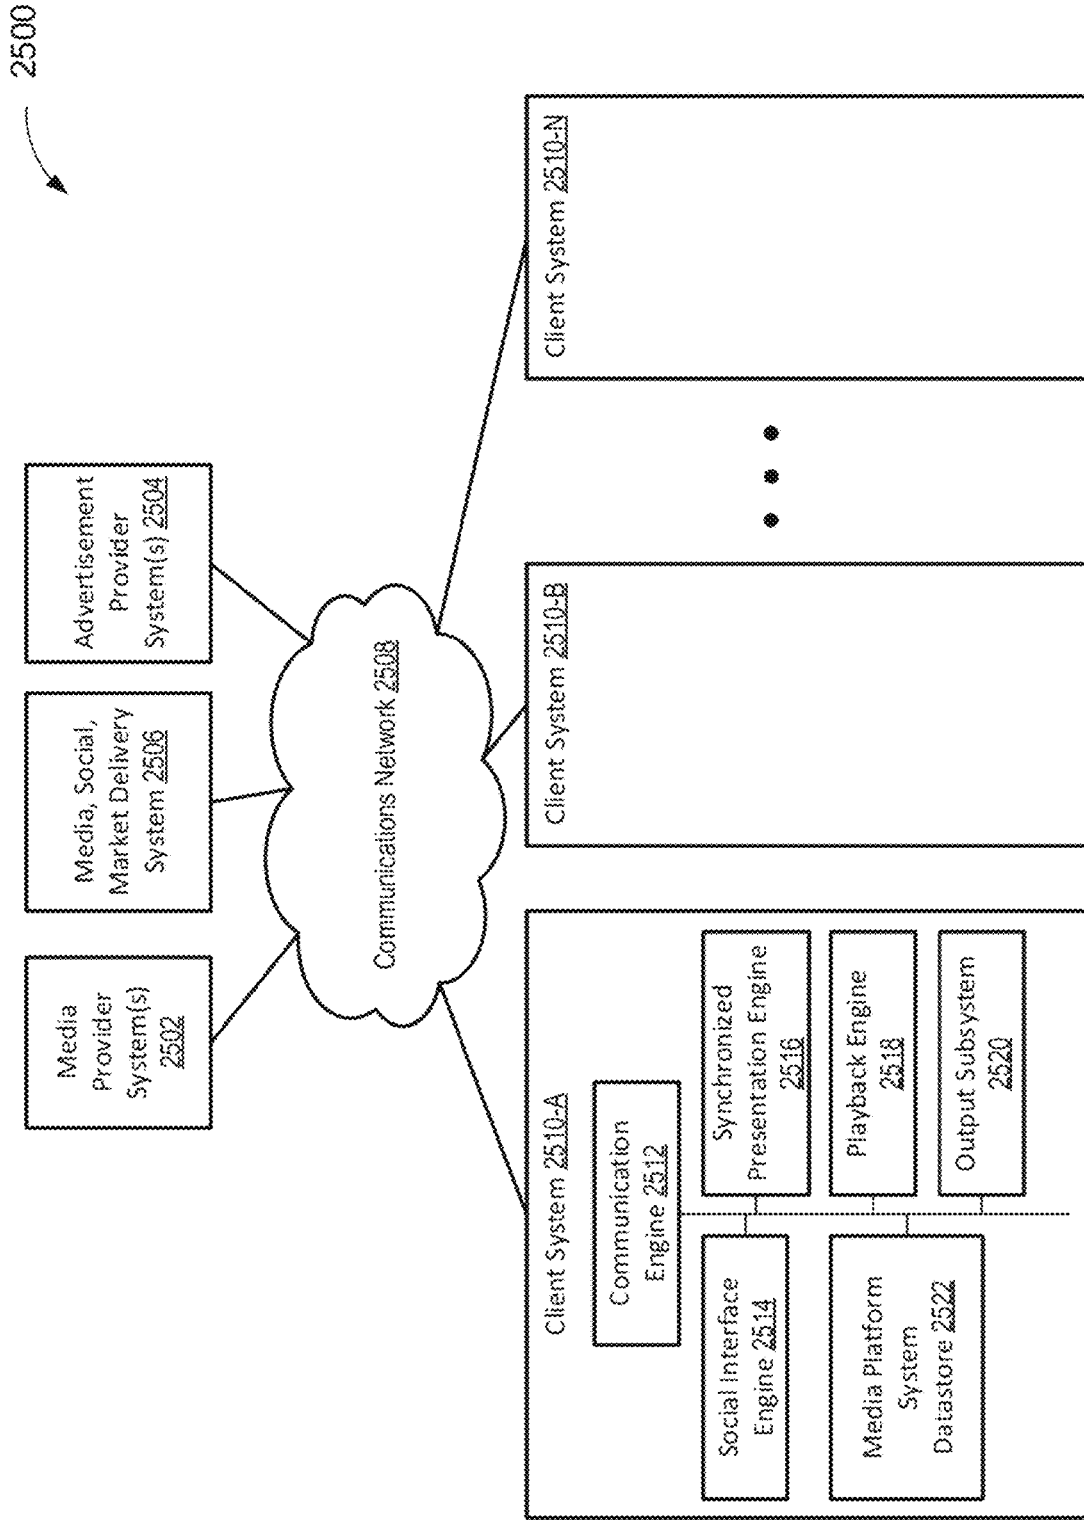 2500
Media
Provider
System(s)
2502
Media, Social,
Market Delivery
System 2506
Advertisement
Provider
System(s) 2504
Communications Network 2508
Client System 2510-A
Communication
Engine 2512
Social Interface
Engine 2514
Synchronized
Presentation Engine
2516
Media Platform
System
Datastore 2522
Playback Engine
2518
Output Subsystem
2520
Client System 2510-B
Client System 2510-N